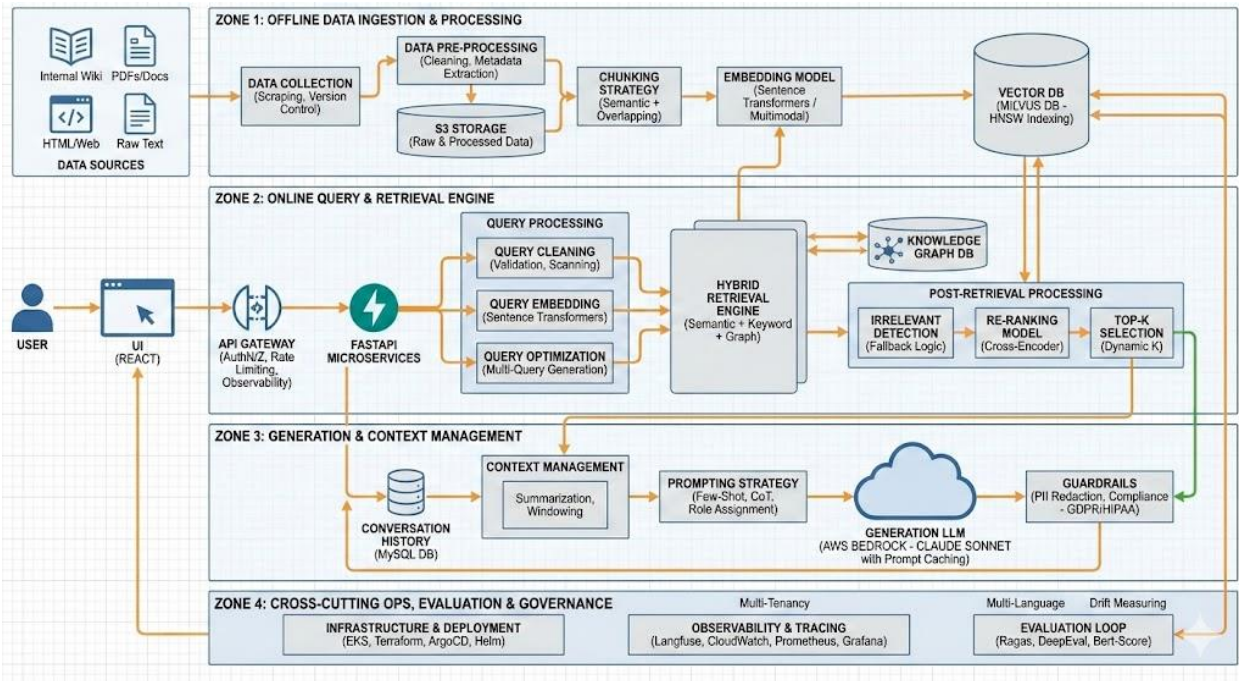 ZONE 1: OFFLINE DATA INGESTION & PROCESSING
Internal Wiki
PDFs/Docs
HTML/Web
Raw Text
DATA SOURCES
DATA COLLECTION
(Scraping, Version
Control)
DATA PRE-PROCESSING
(Cleaning, Metadata
Extraction)
S3 STORAGE
(Raw & Processed Data)
CHUNKING
STRATEGY
(Semantic +
Overlapping)
EMBEDDING MODEL
(Sentence
Transformers /
Multimodal)
VECTOR DB
(MILVUS DB -
HNSW Indexing)
ZONE 2: ONLINE QUERY & RETRIEVAL ENGINE
USER
UI
(REACT)
API GATEWAY
(AuthN/Z, Rate
Limiting,
Observability)
FASTAPI
MICROSERVICES
QUERY PROCESSING
QUERY CLEANING
(Validation, Scanning)
QUERY EMBEDDING
(Sentence Transformers)
QUERY OPTIMIZATION
(Multi-Query Generation)
HYBRID
RETRIEVAL
ENGINE
(Semantic + Keyword
+ Graph)
KNOWLEDGE
GRAPH DB
POST-RETRIEVAL PROCESSING
IRRELEVANT
DETECTION
(Fallback Logic)
RE-RANKING
MODEL
(Cross-Encoder)
TOP-K
SELECTION
(Dynamic K)
ZONE 3: GENERATION & CONTEXT MANAGEMENT
CONVERSATION
HISTORY
(MySQL DB)
CONTEXT MANAGEMENT
Summarization,
Windowing
PROMPTING STRATEGY
(Few-Shot, CoT,
Role Assignment)
GENERATION LLM
(AWS BEDROCK - CLAUDE SONNET
with Prompt Caching)
GUARDRAILS
(PII Redaction, Compliance
- GDPR/HIPAA)
ZONE 4: CROSS-CUTTING OPS, EVALUATION & GOVERNANCE
Multi-Tenancy
Multi-Language
Drift Measuring
INFRASTRUCTURE & DEPLOYMENT
(EKS, Terraform, ArgoCD, Helm)
OBSERVABILITY & TRACING
(Langfuse, CloudWatch, Prometheus, Grafana)
EVALUATION LOOP
(Ragas, DeepEval, Bert-Score)